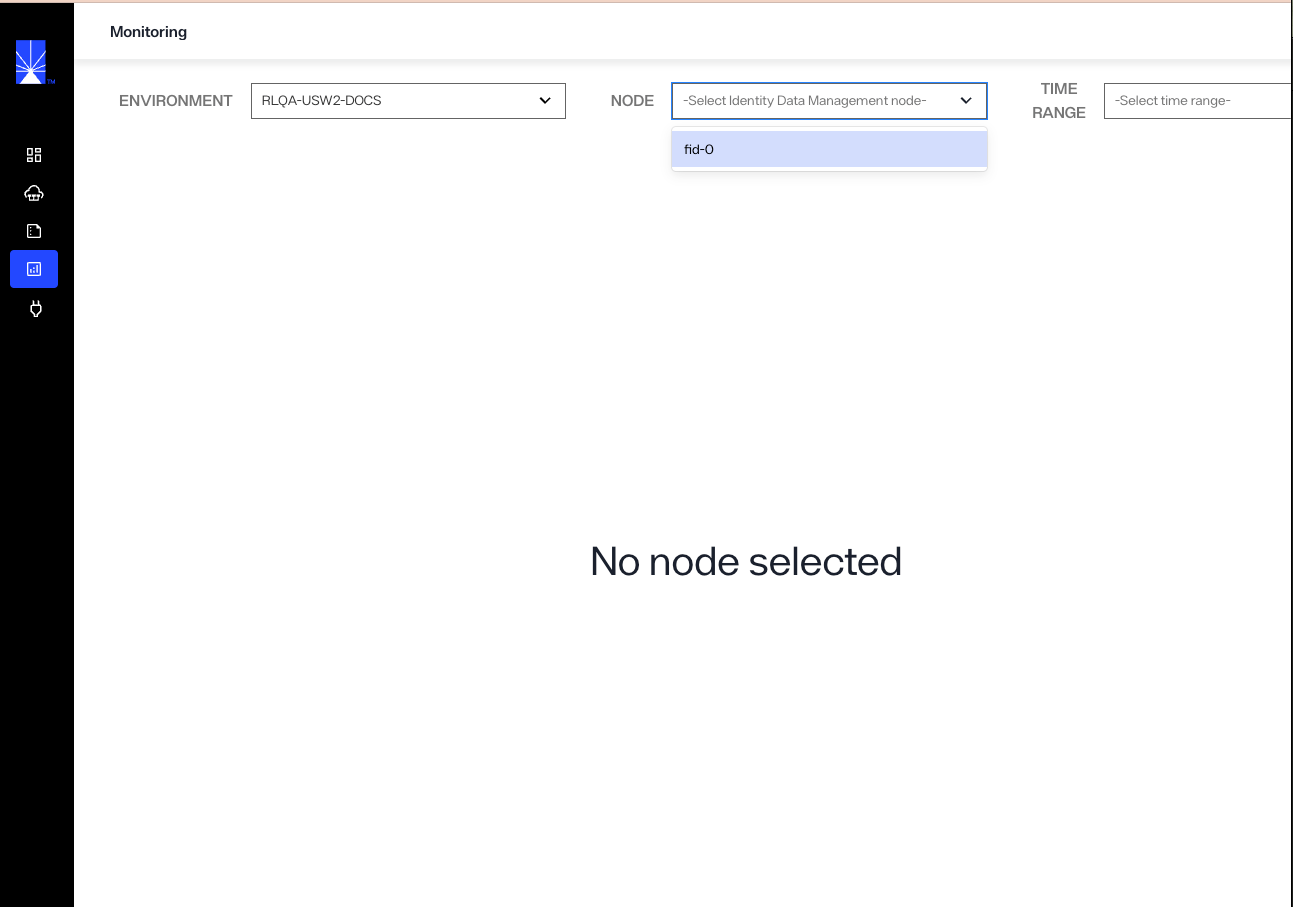 Monitoring
ENVIRONMENT
RLQA-USW2-DOCS
NODE
-Select Identity Data Management node-
TIME
RANGE
-Select time range-
fid-0
No node selected
TM